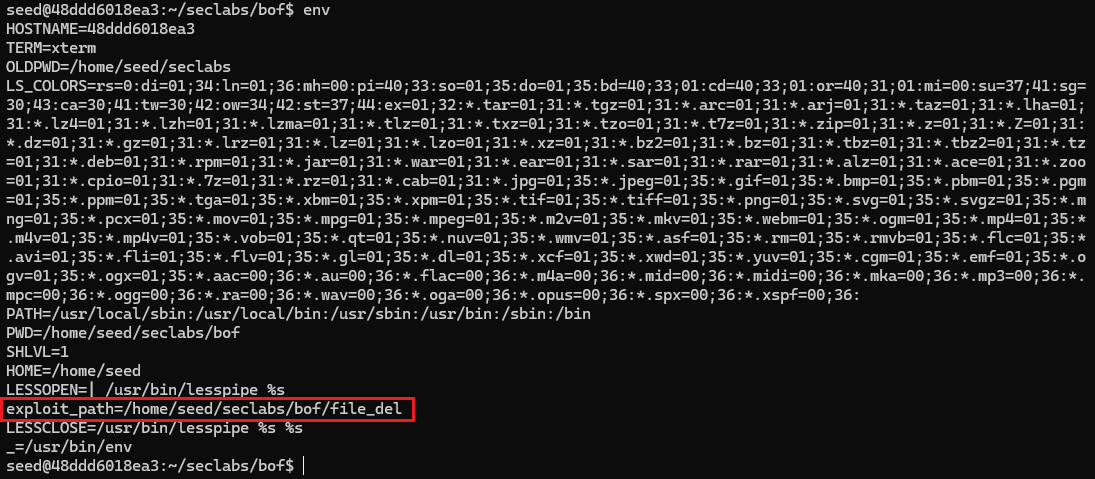 seed@48ddd6018ea3:~/seclabs/bof$ env
HOSTNAME=48ddd6018ea3
TERM=xterm
OLDPWD=/home/seed/seclabs
LS_COLORS=rs=0:di=01;34:ln=01;36:mh=00:pi=40;33:so=01;35:do=01;35:bd=40;33;01:cd=40;33;01:or=40;31;01:mi=00:su=37;41:sg=
30;43:ca=30;41:tw=30;42:ow=34;42:st=37;44:ex=01;32:*.tar=01;31:*.tgz=01;31:*.arc=01;31:*.arj=01;31:*.taz=01;31:*.lha=01;
31:*.lz4=01;31:*.lzh=01;31:*.lzma=01;31:*.tlz=01;31:*.txz=01;31:*.tzo=01;31:*.t7z=01;31:*.zip=01;31:*.z=01;31:*.Z=01;31:
*.dz=01;31:*.gz=01;31:*.lrz=01;31:*.lz=01;31:*.lzo=01;31:*.xz=01;31:*.bz2=01;31:*.bz=01;31:*.tbz=01;31:*.tbz2=01;31:*.tz
=01;31:*.deb=01;31:*.rpm=01;31:*.jar=01;31:*.war=01;31:*.ear=01;31:*.sar=01;31:*.rar=01;31:*.alz=01;31:*.ace=01;31:*.zoo
=01;31:*.cpio=01;31:*.7z=01;31:*.rz=01;31:*.cab=01;31:*.jpg=01;35:*.jpeg=01;35:*.gif=01;35:*.bmp=01;35:*.pbm=01;35:*.pgm
=01;35:*.ppm=01;35:*.tga=01;35:*.xbm=01;35:*.xpm=01;35:*.tif=01;35:*.tiff=01;35:*.png=01;35:*.svg=01;35:*.svgz=01;35:*.m
ng=01;35:*.pcx=01;35:*.mov=01;35:*.mpg=01;35:*.mpeg=01;35:*.m2v=01;35:*.mkv=01;35:*.webm=01;35:*.ogm=01;35:*.mp4=01;35:*
.m4v=01;35:*.mp4v=01;35:*.vob=01;35:*.qt=01;35:*.nuv=01;35:*.wmv=01;35:*.asf=01;35:*.rm=01;35:*.rmvb=01;35:*.flc=01;35:*
.avi=01;35:*.fli=01;35:*.flv=01;35:*.gl=01;35:*.dl=01;35:*.xcf=01;35:*.xwd=01;35:*.yuv=01;35:*.cgm=01;35:*.emf=01;35:*.o
gv=01;35:*.ogx=01;35:*.aac=00;36:*.au=00;36:*.flac=00;36:*.m4a=00;36:*.mid=00;36:*.midi=00;36:*.mka=00;36:*.mp3=00;36:*.
mpc=00;36:*.ogg=00;36:*.ra=00;36:*.wav=00;36:*.oga=00;36:*.opus=00;36:*.spx=00;36:*.xspf=00;36:
PATH=/usr/local/sbin:/usr/local/bin:/usr/sbin:/usr/bin:/sbin:/bin
PWD=/home/seed/seclabs/bof
SHLVL=1
HOME=/home/seed
LESSOPEN=| /usr/bin/lesspipe %s
exploit_path=/home/seed/seclabs/bof/file_del
LESSCLOSE=/usr/bin/lesspipe %s %s
_=/usr/bin/env
seed@48ddd6018ea3:~/seclabs/bof$